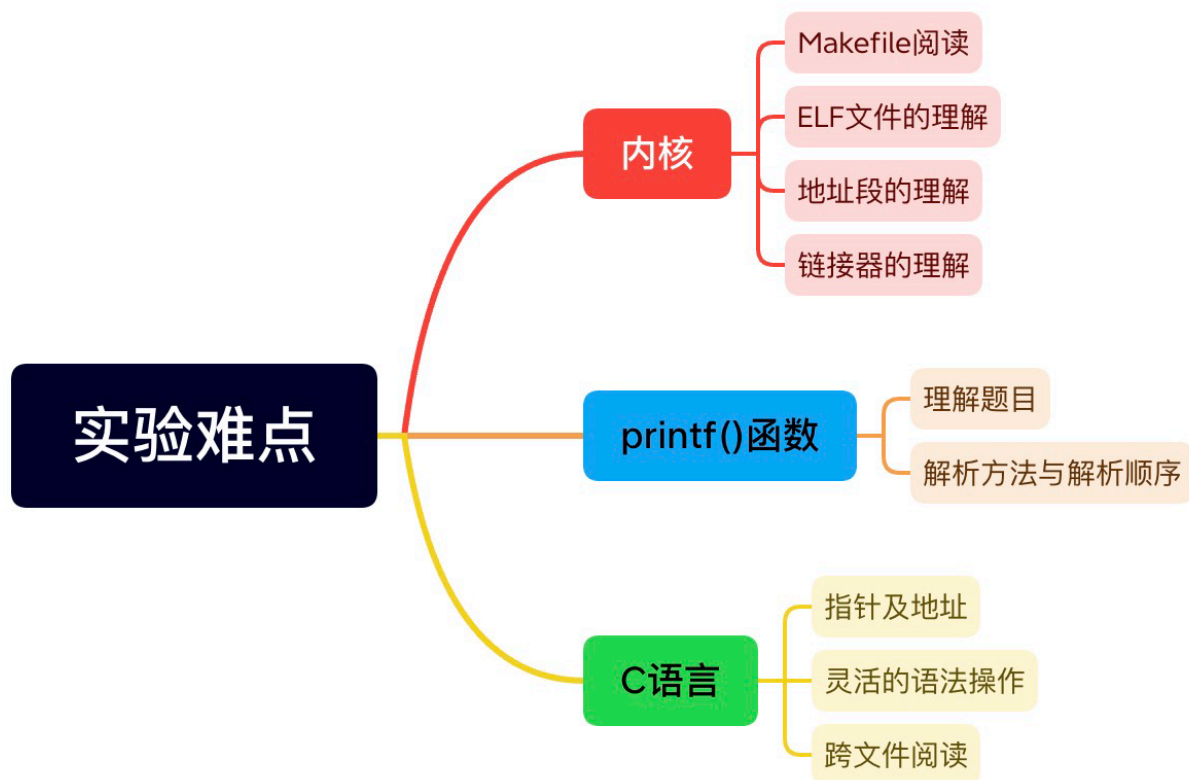 实验难点
内核
Makefile阅读
ELF文件的理解
地址段的理解
链接器的理解
printf()函数
理解题目
解析方法与解析顺序
C语言
指针及地址
灵活的语法操作
跨文件阅读